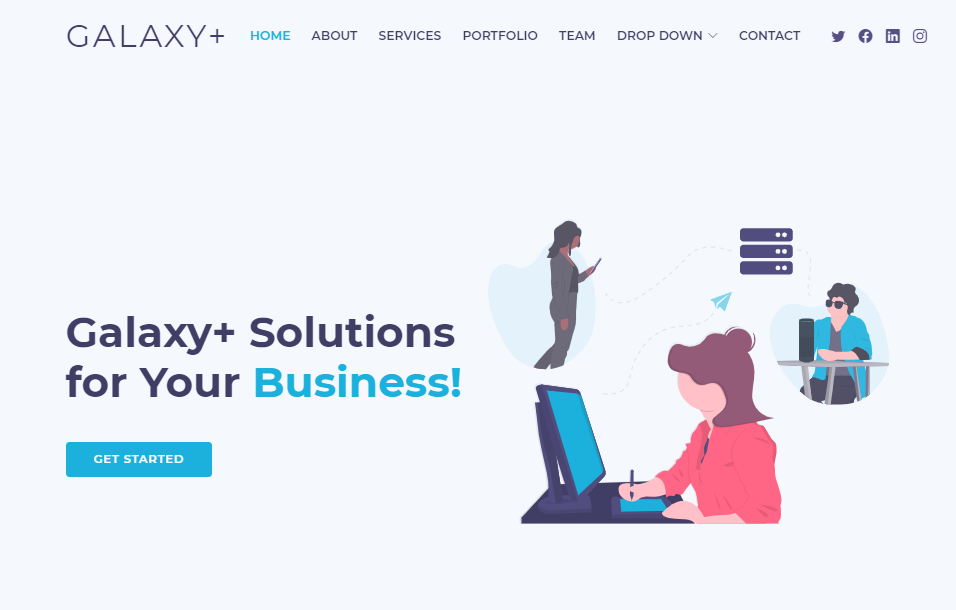 GALAXY+
HOME ABOUT SERVICES PORTFOLIO TEAM DROP DOWN CONTACT
Galaxy+ Solutions
for Your Business!
GET STARTED